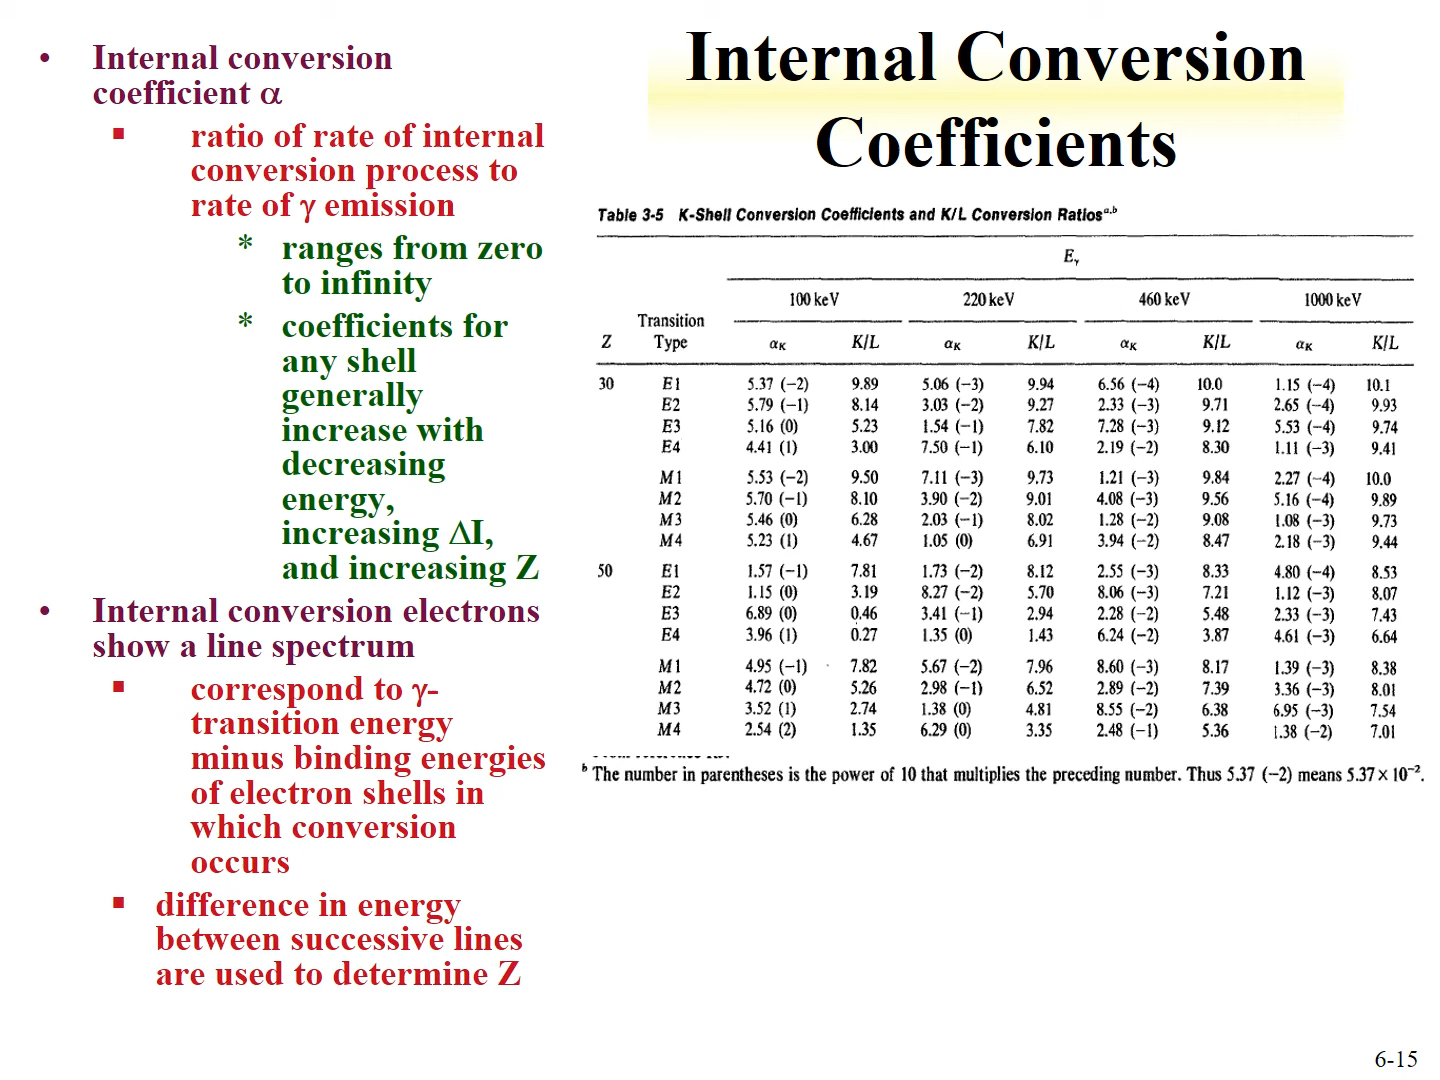 • Internal conversion
coefficient α
▪ ratio of rate of internal
conversion process to
rate of γ emission
* ranges from zero
to infinity
* coefficients for
any shell
generally
increase with
decreasing
energy,
increasing ΔI,
and increasing Z
• Internal conversion electrons
show a line spectrum
▪ correspond to γ-
transition energy
minus binding energies
of electron shells in
which conversion
occurs
▪ difference in energy
between successive lines
are used to determine Z
Internal Conversion
Coefficients
Table 3-5 K-Shell Conversion Coefficients and K/L Conversion Ratios a,b
Eγ
100 keV 220 keV 460 keV 1000 keV
Transition
Z Type αK K/L αK K/L αK K/L αK K/L
30 E1 5.37 (−2) 9.89 5.06 (−3) 9.94 6.56 (−4) 10.0 1.15 (−4) 10.1
E2 5.79 (−1) 8.14 3.03 (−2) 9.27 2.33 (−3) 9.71 2.65 (−4) 9.93
E3 5.16 (0) 5.23 1.54 (−1) 7.82 7.28 (−3) 9.12 5.53 (−4) 9.74
E4 4.41 (1) 3.00 7.50 (−1) 6.10 2.19 (−2) 8.30 1.11 (−3) 9.41
M1 5.53 (−2) 9.50 7.11 (−3) 9.73 1.21 (−3) 9.84 2.27 (−4) 10.0
M2 5.70 (−1) 8.10 3.90 (−2) 9.01 4.08 (−3) 9.56 5.16 (−4) 9.89
M3 5.46 (0) 6.28 2.03 (−1) 8.02 1.28 (−2) 9.08 1.08 (−3) 9.73
M4 5.23 (1) 4.67 1.05 (0) 6.91 3.94 (−2) 8.47 2.18 (−3) 9.44
50 E1 1.57 (−1) 7.81 1.73 (−2) 8.12 2.55 (−3) 8.33 4.80 (−4) 8.53
E2 1.15 (0) 3.19 8.27 (−2) 5.70 8.06 (−3) 7.21 1.12 (−3) 8.07
E3 6.89 (0) 0.46 3.41 (−1) 2.94 2.28 (−2) 5.48 2.33 (−3) 7.43
E4 3.96 (1) 0.27 1.35 (0) 1.43 6.24 (−2) 3.87 4.61 (−3) 6.64
M1 4.95 (−1) 7.82 5.67 (−2) 7.96 8.60 (−3) 8.17 1.39 (−3) 8.38
M2 4.72 (0) 5.26 2.98 (−1) 6.52 2.89 (−2) 7.39 3.36 (−3) 8.01
M3 3.52 (1) 2.74 1.38 (0) 4.81 8.55 (−2) 6.38 6.95 (−3) 7.54
M4 2.54 (2) 1.35 6.29 (0) 3.35 2.48 (−1) 5.36 1.38 (−2) 7.01
b The number in parentheses is the power of 10 that multiplies the preceding number. Thus 5.37 (−2) means 5.37 × 10⁻².
6-15